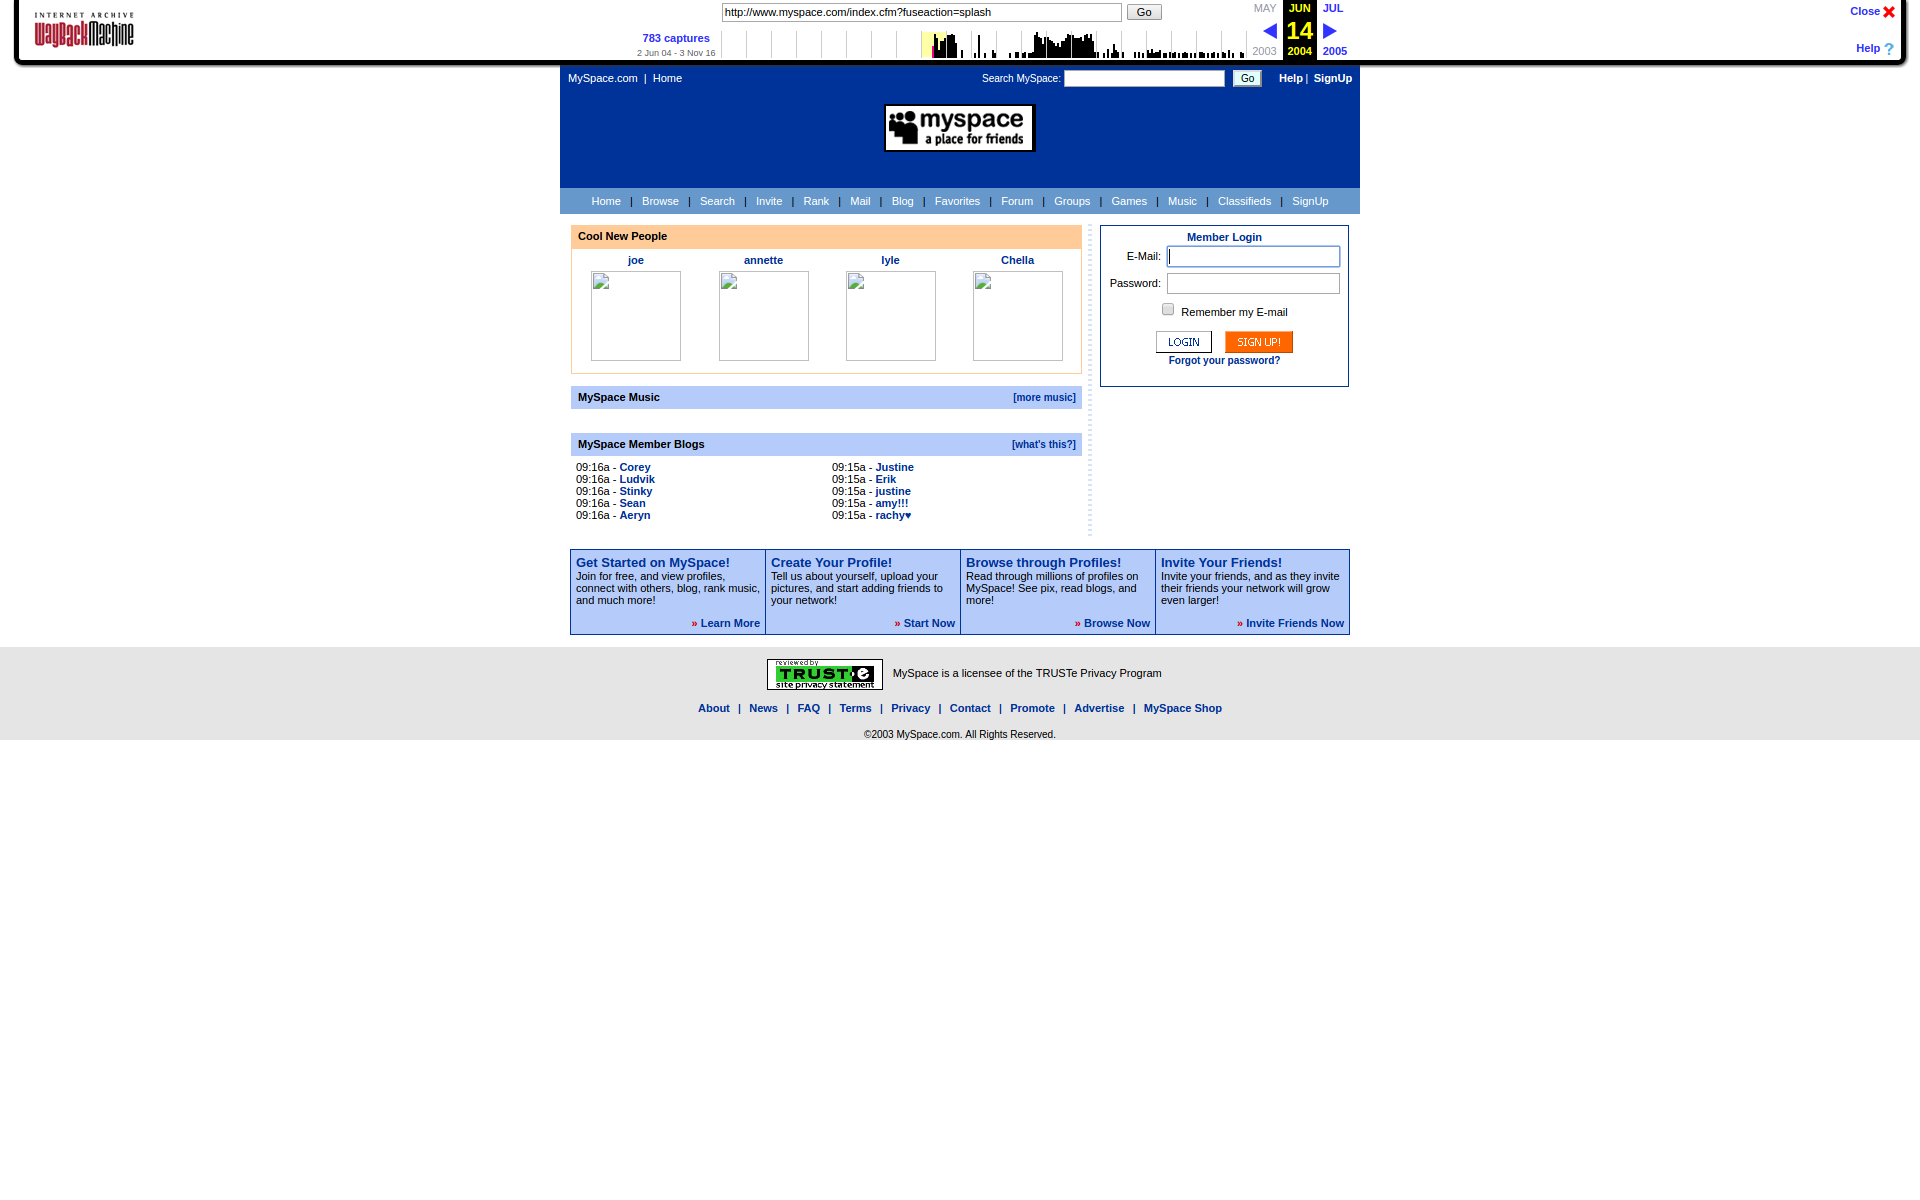 INTERNET ARCHIVE
WayBackMachine
http://www.myspace.com/index.cfm?fuseaction=splash
Go
783 captures
2 Jun 04 - 3 Nov 16
MAY JUN JUL
14
2003 2004 2005
Close
Help ?
MySpace.com | Home
Search MySpace:
Go
Help | SignUp
myspace
a place for friends
Home | Browse | Search | Invite | Rank | Mail | Blog | Favorites | Forum | Groups | Games | Music | Classifieds | SignUp
Cool New People
joe annette lyle Chella
MySpace Music [more music]
MySpace Member Blogs [what's this?]
09:16a - Corey
09:16a - Ludvik
09:16a - Stinky
09:16a - Sean
09:16a - Aeryn
09:15a - Justine
09:15a - Erik
09:15a - justine
09:15a - amy!!!
09:15a - rachy♥
Member Login
E-Mail:
Password:
Remember my E-mail
LOGIN SIGN UP!
Forgot your password?
Get Started on MySpace!
Join for free, and view profiles,
connect with others, blog, rank music,
and much more!
» Learn More
Create Your Profile!
Tell us about yourself, upload your
pictures, and start adding friends to
your network!
» Start Now
Browse through Profiles!
Read through millions of profiles on
MySpace! See pix, read blogs, and
more!
» Browse Now
Invite Your Friends!
Invite your friends, and as they invite
their friends your network will grow
even larger!
» Invite Friends Now
reviewed by
TRUSTe
site privacy statement
MySpace is a licensee of the TRUSTe Privacy Program
About | News | FAQ | Terms | Privacy | Contact | Promote | Advertise | MySpace Shop
©2003 MySpace.com. All Rights Reserved.